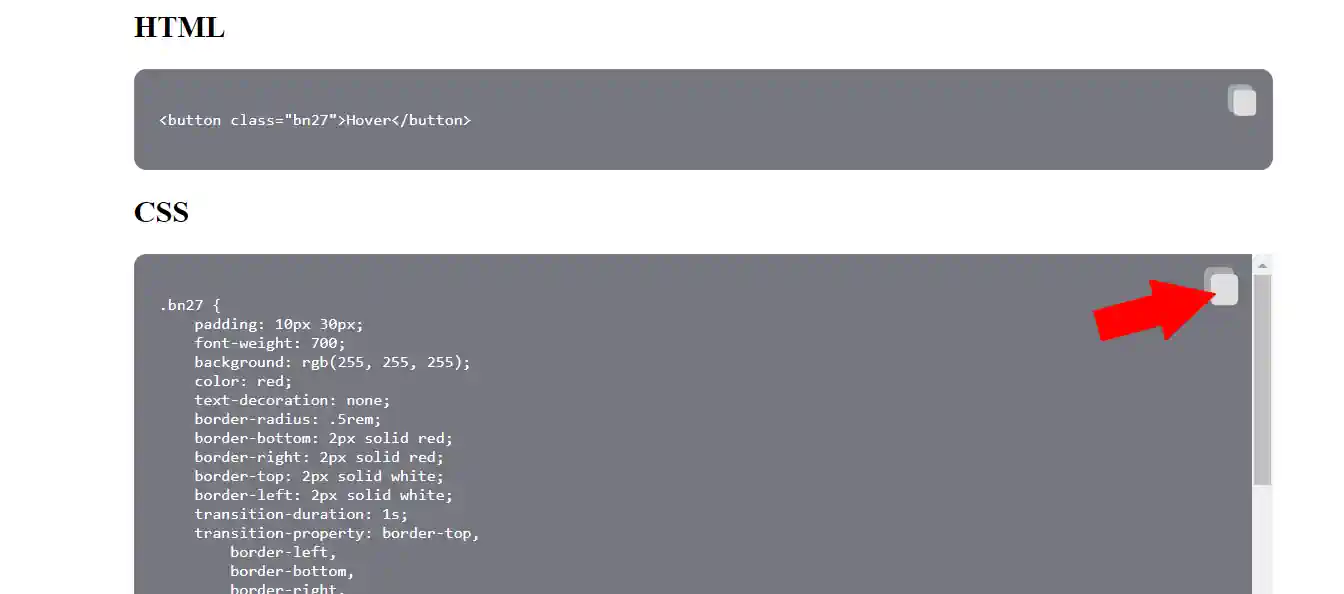 HTML
<button class="bn27">Hover</button>
CSS
.bn27 {
    padding: 10px 30px;
    font-weight: 700;
    background: rgb(255, 255, 255);
    color: red;
    text-decoration: none;
    border-radius: .5rem;
    border-bottom: 2px solid red;
    border-right: 2px solid red;
    border-top: 2px solid white;
    border-left: 2px solid white;
    transition-duration: 1s;
    transition-property: border-top,
        border-left,
        border-bottom,
        border-right,